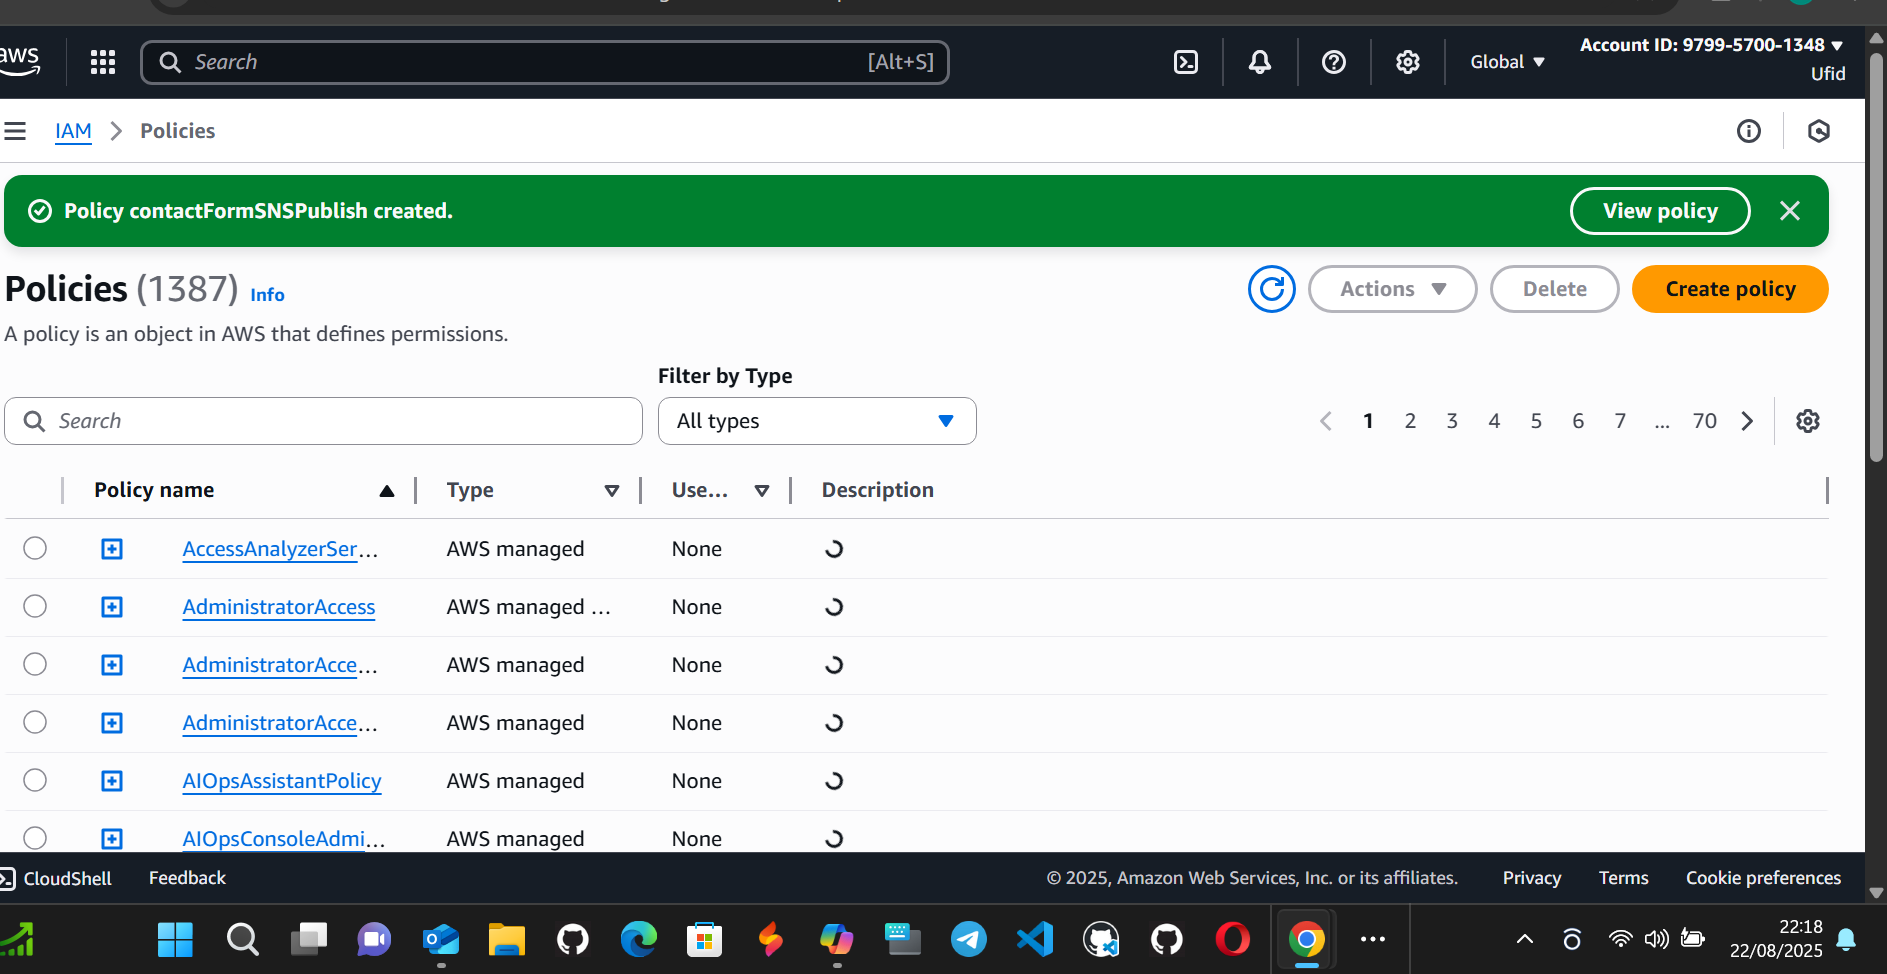 aws
Search
[Alt+S]
Global
Account ID: 9799-5700-1348
Ufid
IAM
Policies
Policy contactFormSNSPublish created.
View policy
Policies (1387) Info
Actions
Delete
Create policy
A policy is an object in AWS that defines permissions.
Filter by Type
Search
All types
1 2 3 4 5 6 7 ... 70
Policy name Type Use... Description
AccessAnalyzerSer... AWS managed None
AdministratorAccess AWS managed ... None
AdministratorAcce... AWS managed None
AdministratorAcce... AWS managed None
AIOpsAssistantPolicy AWS managed None
AIOpsConsoleAdmi... AWS managed None
CloudShell Feedback © 2025, Amazon Web Services, Inc. or its affiliates. Privacy Terms Cookie preferences
22:18
22/08/2025